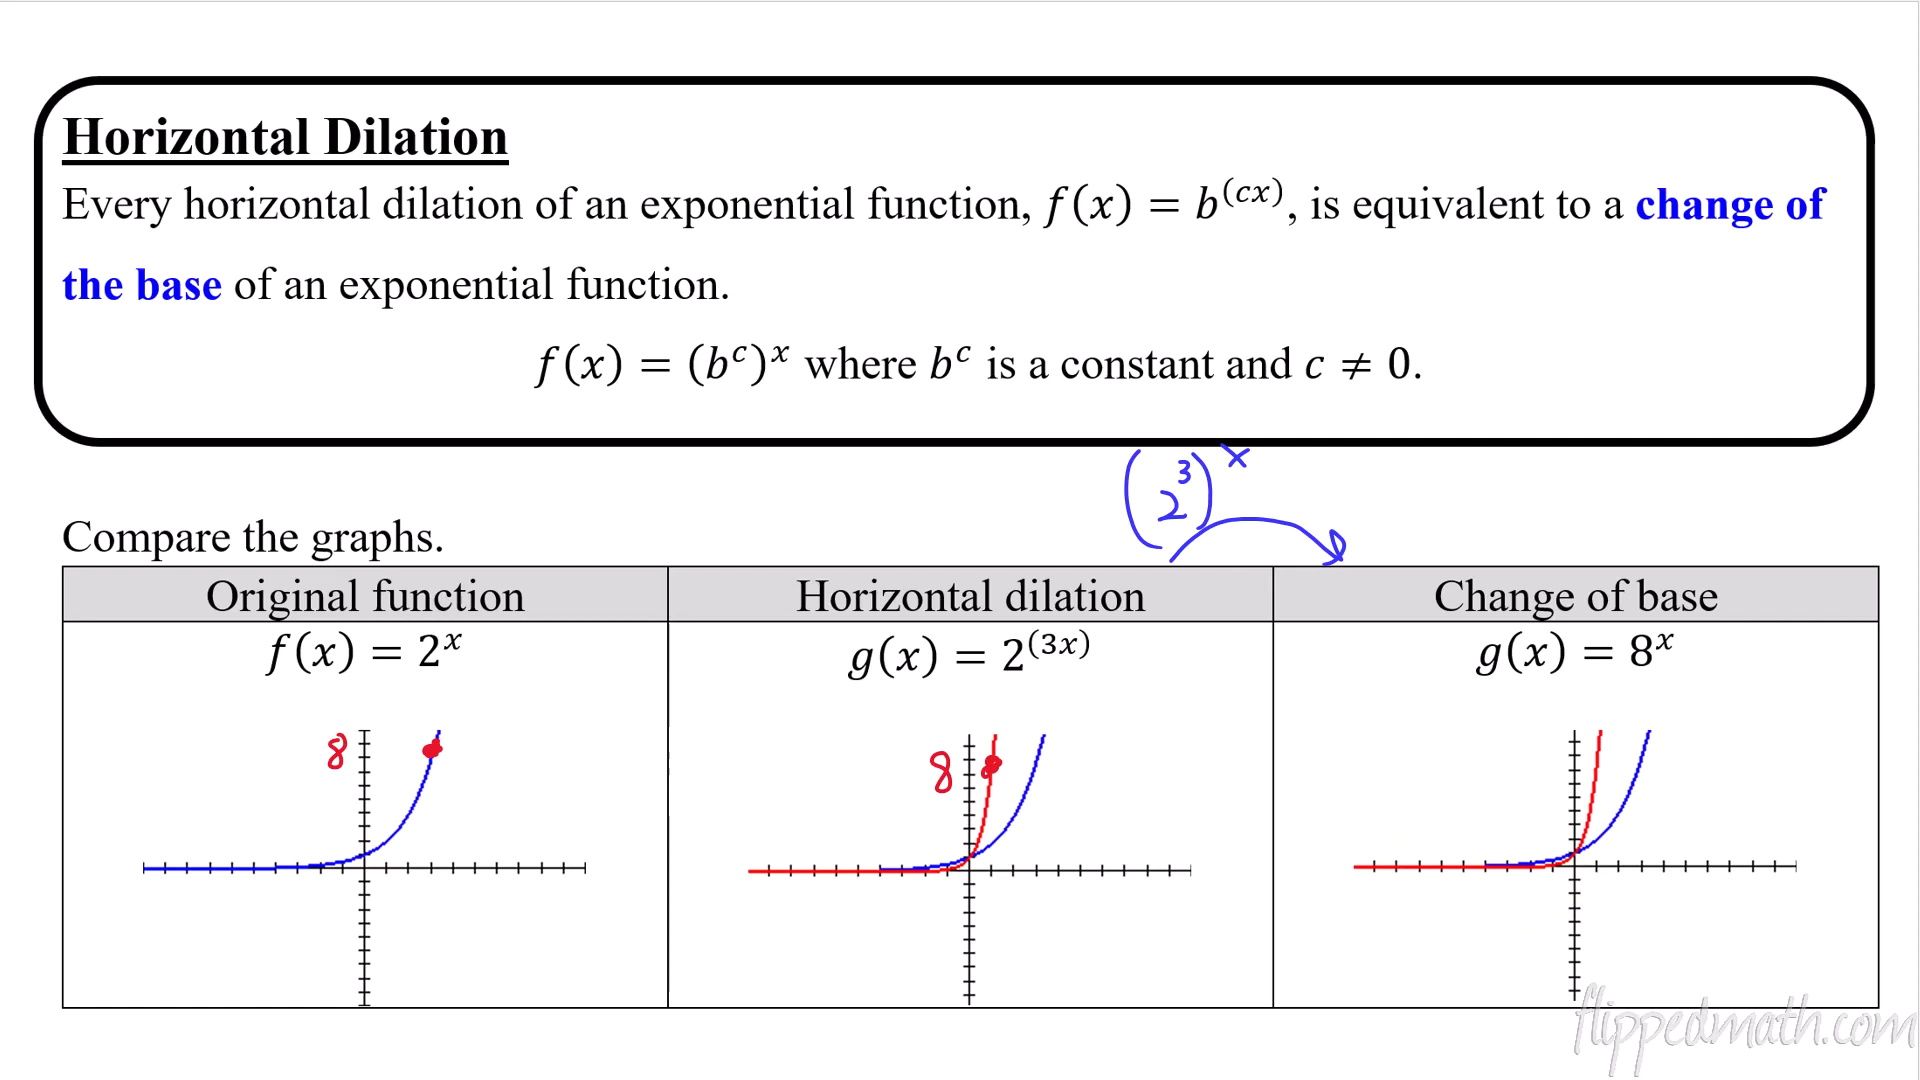 Horizontal Dilation
Every horizontal dilation of an exponential function, f(x) = b^(cx), is equivalent to a change of
the base of an exponential function.
f(x) = (b^c)^x where b^c is a constant and c ≠ 0.
(2^3)^x
Compare the graphs.
Original function
Horizontal dilation
Change of base
f(x) = 2^x
g(x) = 2^(3x)
g(x) = 8^x
8
8
flippedmath.com